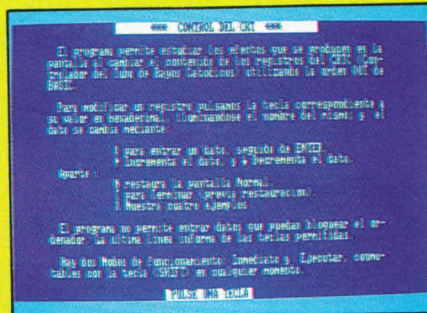 *** CONTROL DEL CRT ***
El programa permite estudiar los efectos que se producen en la
pantalla al cambiar el contenido de los registros del CRTC (Con-
trolador del Tubo de Rayos Catodicos) utilizando la orden OUT de
BASIC.
Para modificar un registro pulsamos la tecla correspondiente a
su valor en hexadecimal, iluminandose el nombre del mismo y el
dato se cambia mediante:
para entrar un dato, seguido de ENTER.
Incrementa el dato, y Decrementa el dato.
Aparte:
N restaura la pantalla Normal.
para Terminar (previa restauracion).
Muestra cuatro ejemplos
El programa no permite entrar datos que puedan bloquear el or-
denador. La ultima linea informa de las teclas permitidas.
Hay dos Modos de funcionamiento: Inmediato y Ejecutar, conmu-
tables con la tecla (SHIFT) en cualquier momento.
PULSE UNA TECLA